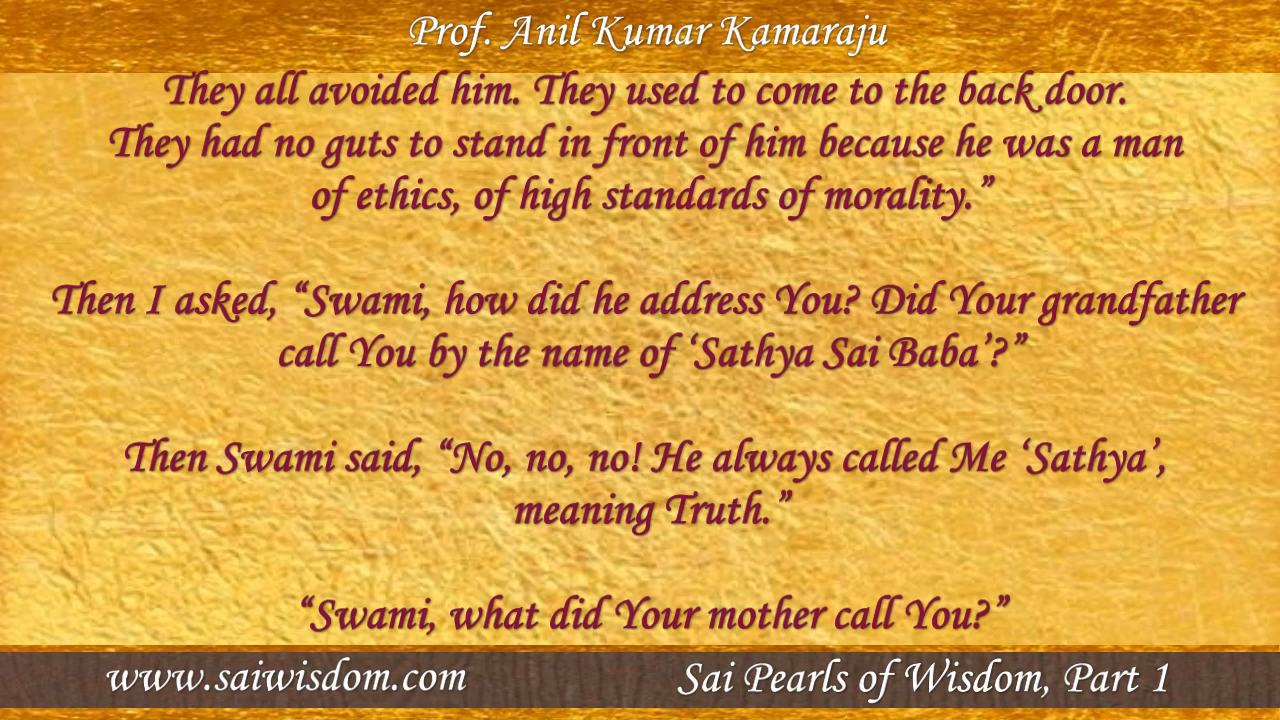 Prof. Anil Kumar Kamaraju
They all avoided him. They used to come to the back door.
They had no guts to stand in front of him because he was a man
of ethics, of high standards of morality.”
Then I asked, “Swami, how did he address You? Did Your grandfather
call You by the name of ‘Sathya Sai Baba’?”
Then Swami said, “No, no, no! He always called Me ‘Sathya’,
meaning Truth.”
“Swami, what did Your mother call You?”
www.saiwisdom.com
Sai Pearls of Wisdom, Part 1